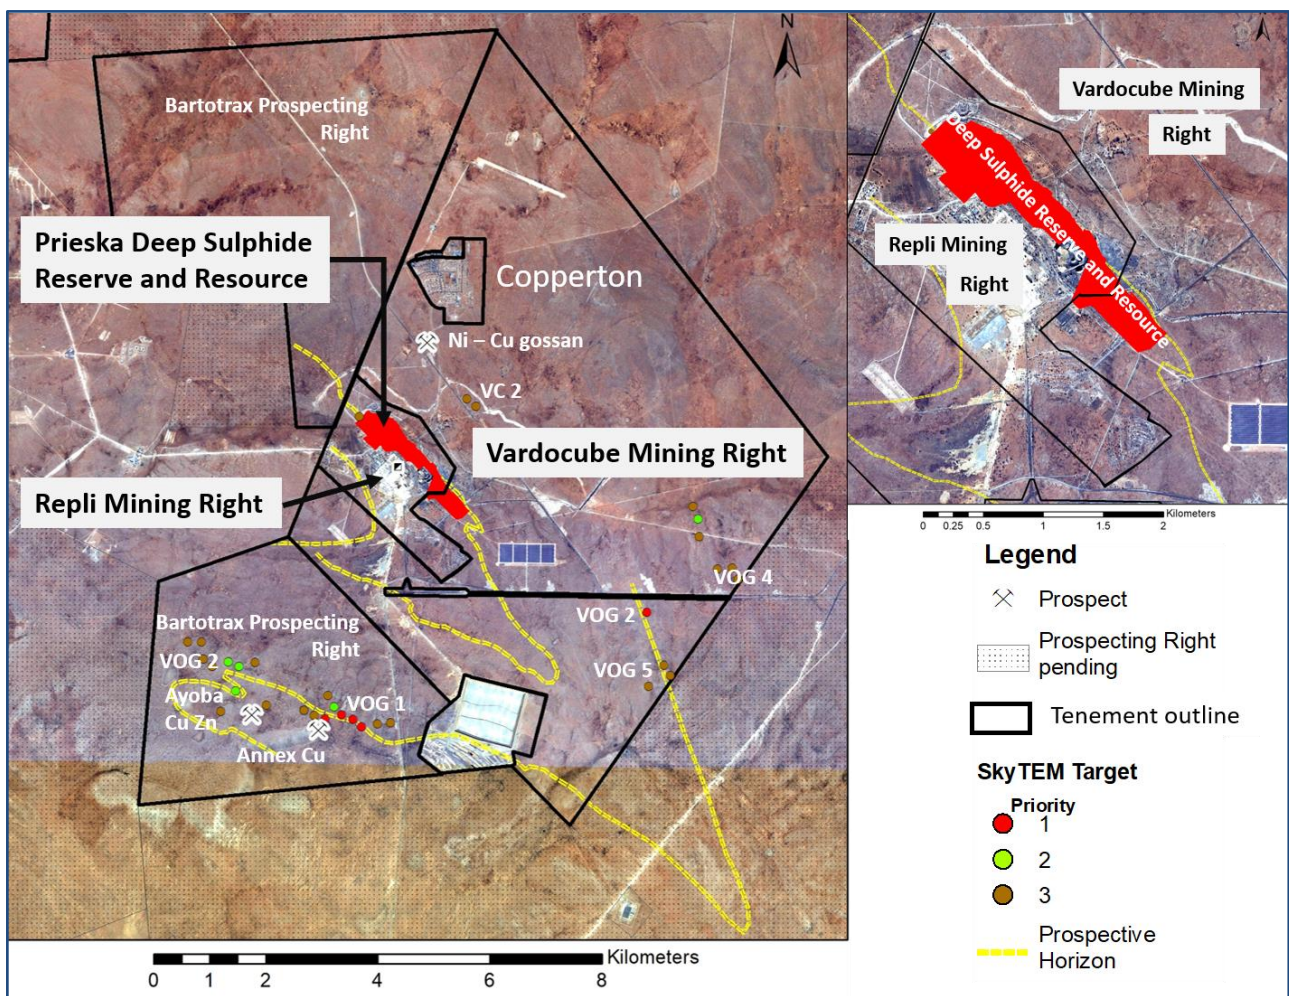 N
Bartotrax Prospecting
Right
Prieska Deep Sulphide
Reserve and Resource
Copperton
Ni – Cu gossan
VC 2
Vardocube Mining Right
Repli Mining Right
VOG 4
VOG 2
VOG 5
Bartotrax Prospecting
Right
VOG 2
Ayoba
Cu Zn
VOG 1
Annex Cu
Kilometers
0 1 2 4 6 8
Vardocube Mining
Right
Deep Sulphide Reserve and Resource
Repli Mining
Right
Kilometers
0 0.25 0.5 1 1.5 2
Legend
Prospect
Prospecting Right
pending
Tenement outline
SkyTEM Target
Priority
1
2
3
Prospective
Horizon